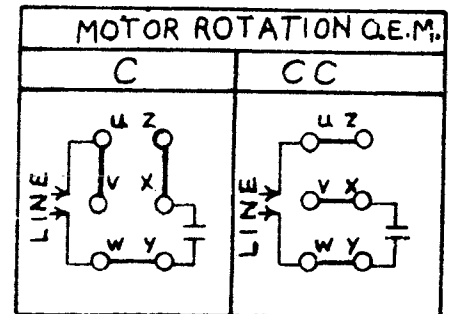 MOTOR ROTATION O.E.M.
C CC
u z u z
LINE v x LINE v x
w y w y